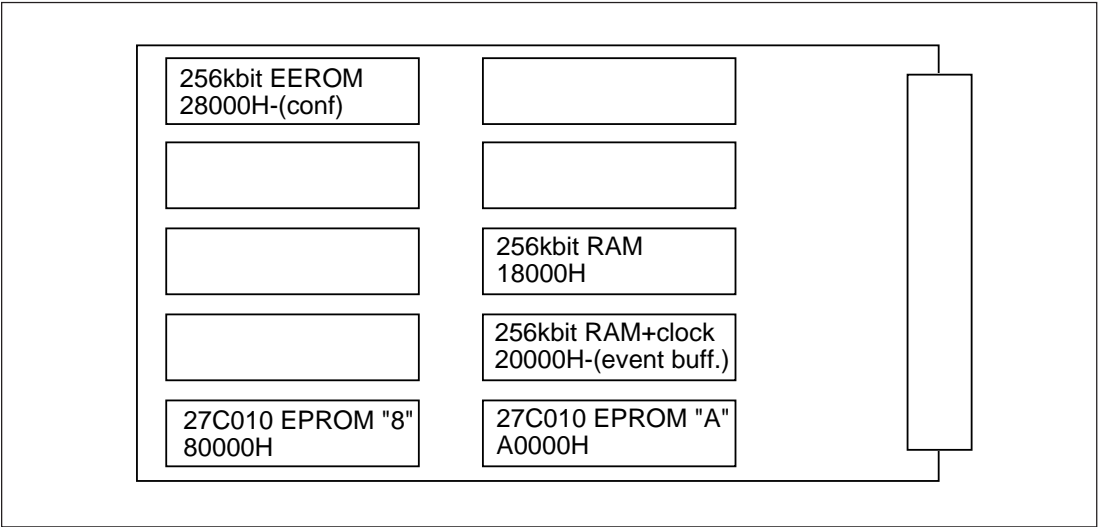 256kbit EEROM
28000H-(conf)
256kbit RAM
18000H
256kbit RAM+clock
20000H-(event buff.)
27C010 EPROM "8"
80000H
27C010 EPROM "A"
A0000H